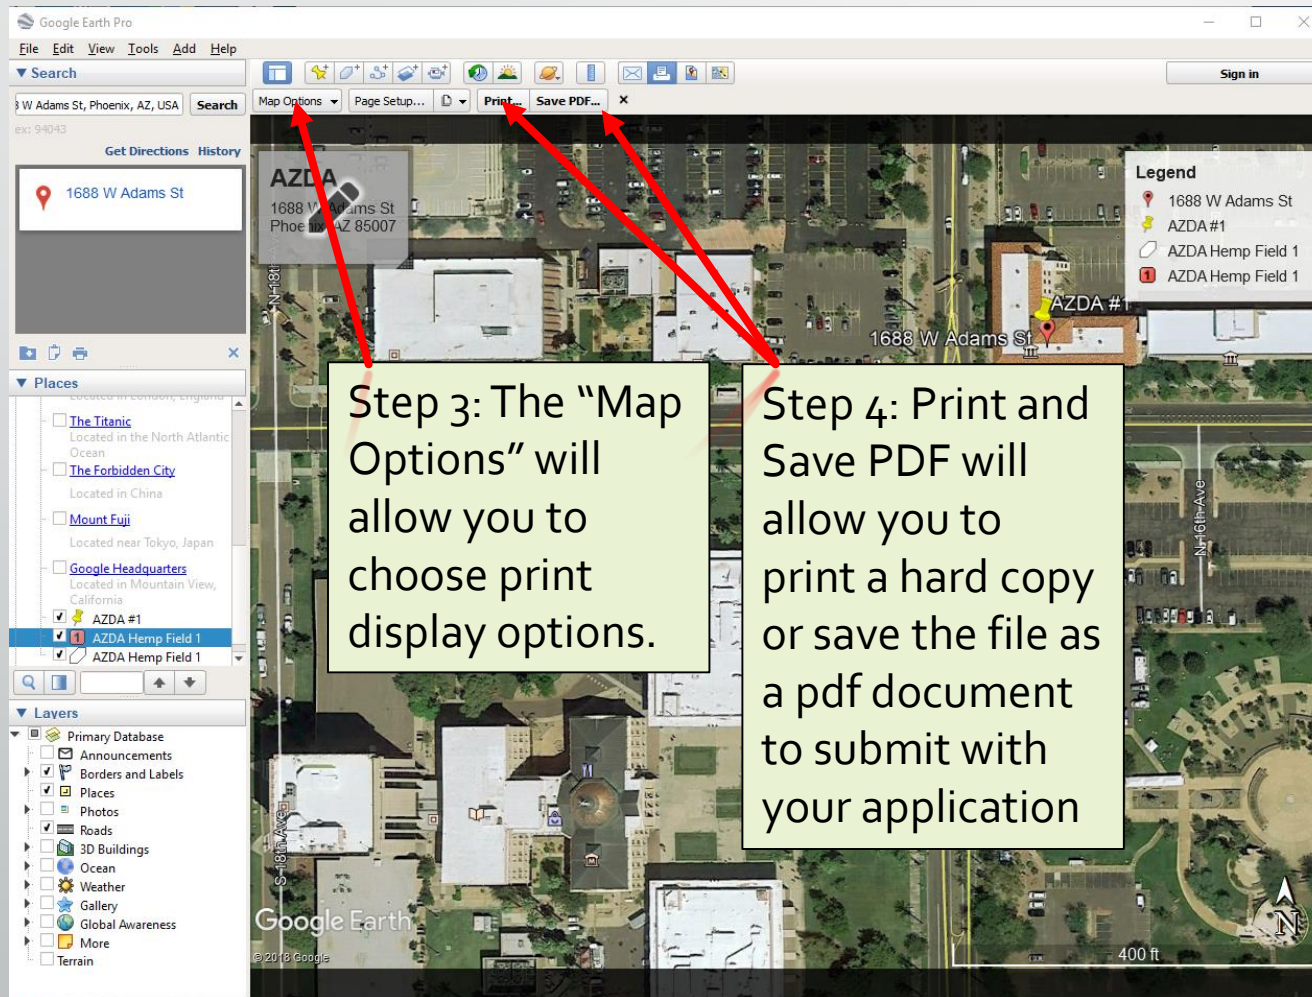 Google Earth Pro
File Edit View Tools Add Help
Search
3 W Adams St, Phoenix, AZ, USA Search
ex: 94043
Get Directions History
1688 W Adams St
Places
Located in London, England
The Titanic
Located in the North Atlantic
Ocean
The Forbidden City
Located in China
Mount Fuji
Located near Tokyo, Japan
Google Headquarters
Located in Mountain View,
California
AZDA #1
1 AZDA Hemp Field 1
AZDA Hemp Field 1
Layers
Primary Database
Announcements
Borders and Labels
Places
Photos
Roads
3D Buildings
Ocean
Weather
Gallery
Global Awareness
More
Terrain
Sign in
Map Options Page Setup... Print... Save PDF...
AZDA
1688 W Adams St
Phoenix, AZ 85007
Legend
1688 W Adams St
AZDA #1
AZDA Hemp Field 1
1 AZDA Hemp Field 1
N 18th
AZDA #1
1688 W Adams St
Step 3: The “Map
Options” will
allow you to
choose print
display options.
Step 4: Print and
Save PDF will
allow you to
print a hard copy
or save the file as
a pdf document
to submit with
your application
N 16th Ave
S 18th Ave
Google Earth
© 2018 Google
400 ft
N